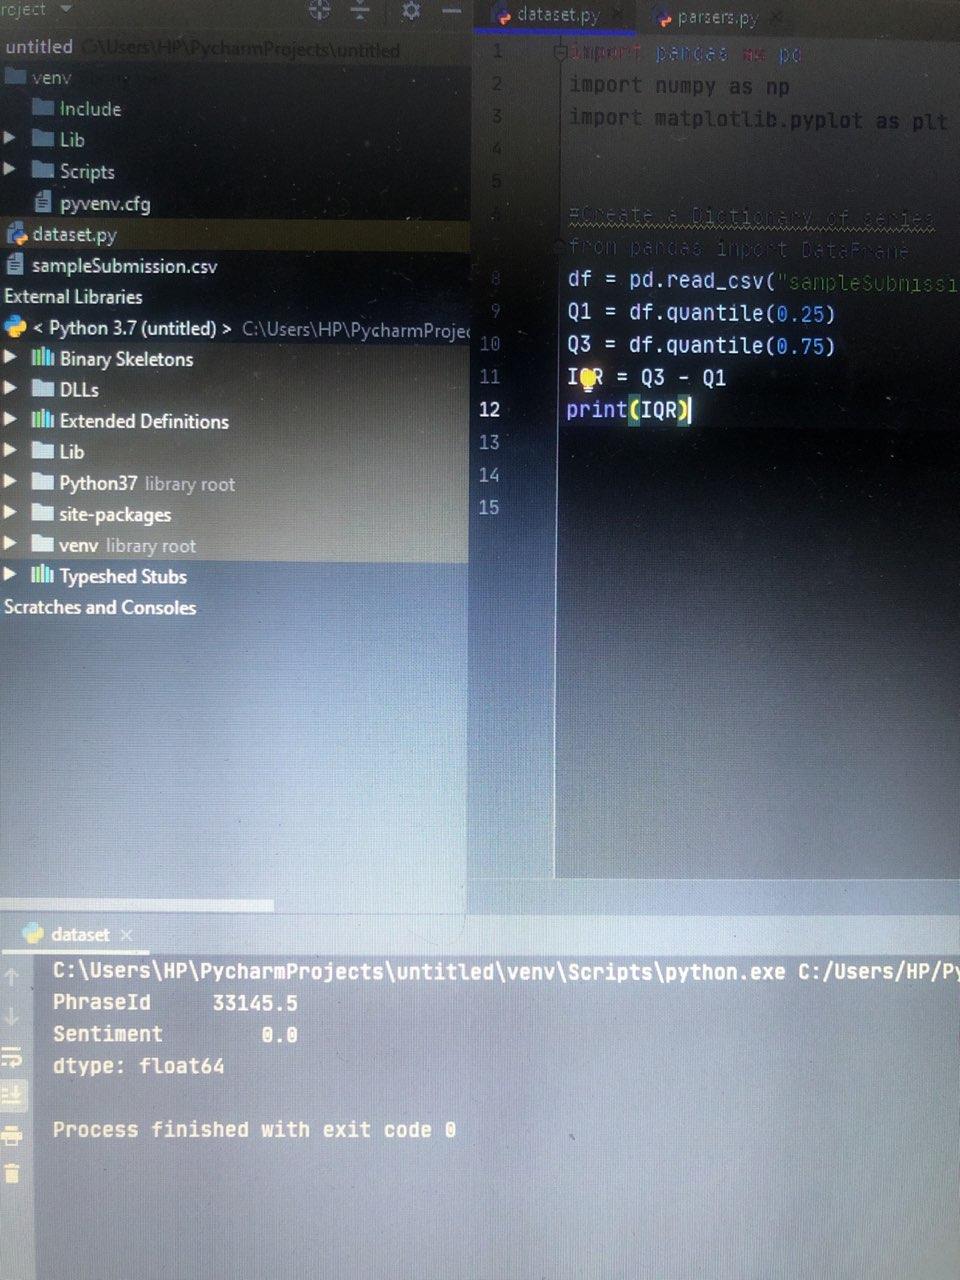 roject
untitled C:\Users\HP\PycharmProjects\untitled
venv
Include
Lib
Scripts
pyvenv.cfg
dataset.py
sampleSubmission.csv
External Libraries
< Python 3.7 (untitled) > C:\Users\HP\PycharmProjec
Binary Skeletons
DLLs
Extended Definitions
Lib
Python37 library root
site-packages
venv library root
Typeshed Stubs
Scratches and Consoles
dataset.py parsers.py
1 import pandas as pd
2 import numpy as np
3 import matplotlib.pyplot as plt
4
5
6 #Create a Dictionary of series
7 from pandas import DataFrame
8 df = pd.read_csv("sampleSubmissi
9 Q1 = df.quantile(0.25)
10 Q3 = df.quantile(0.75)
11 IQR = Q3 - Q1
12 print(IQR)
13
14
15
dataset
C:\Users\HP\PycharmProjects\untitled\venv\Scripts\python.exe C:/Users/HP/Py
PhraseId 33145.5
Sentiment 0.0
dtype: float64
Process finished with exit code 0